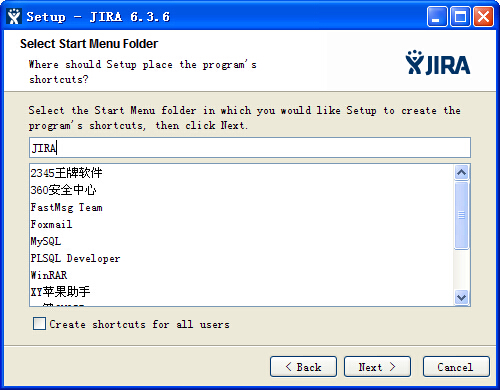 Setup - JIRA 6.3.6
Select Start Menu Folder
Where should Setup place the program's
shortcuts?
JIRA
Select the Start Menu folder in which you would like Setup to create the
program's shortcuts, then click Next.
JIRA
2345王牌软件
360安全中心
FastMsg Team
Foxmail
MySQL
PLSQL Developer
WinRAR
XY苹果助手
Create shortcuts for all users
< Back
Next >
Cancel